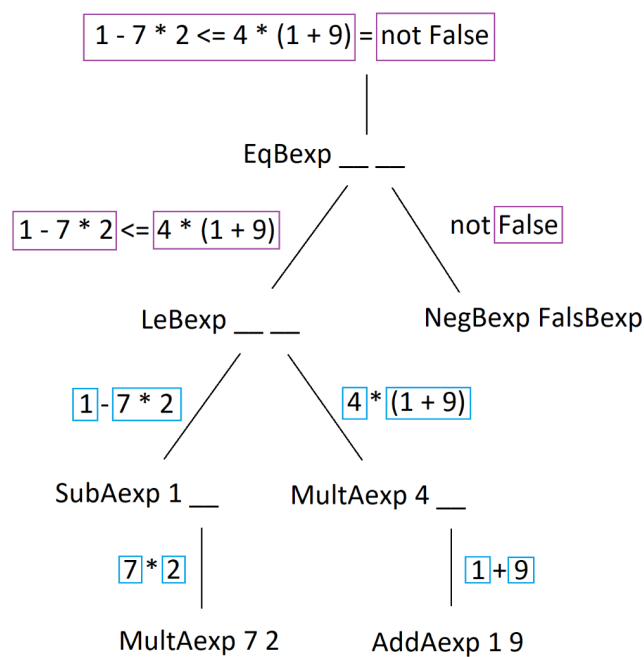 1 - 7 * 2 <= 4 * (1 + 9) = not False
EqBexp __ __
1 - 7 * 2 <= 4 * (1 + 9)
not False
LeBexp __ __
NegBexp FalsBexp
1 - 7 * 2
4 * (1 + 9)
SubAexp 1 __
MultAexp 4 __
7 * 2
1 + 9
MultAexp 7 2
AddAexp 1 9